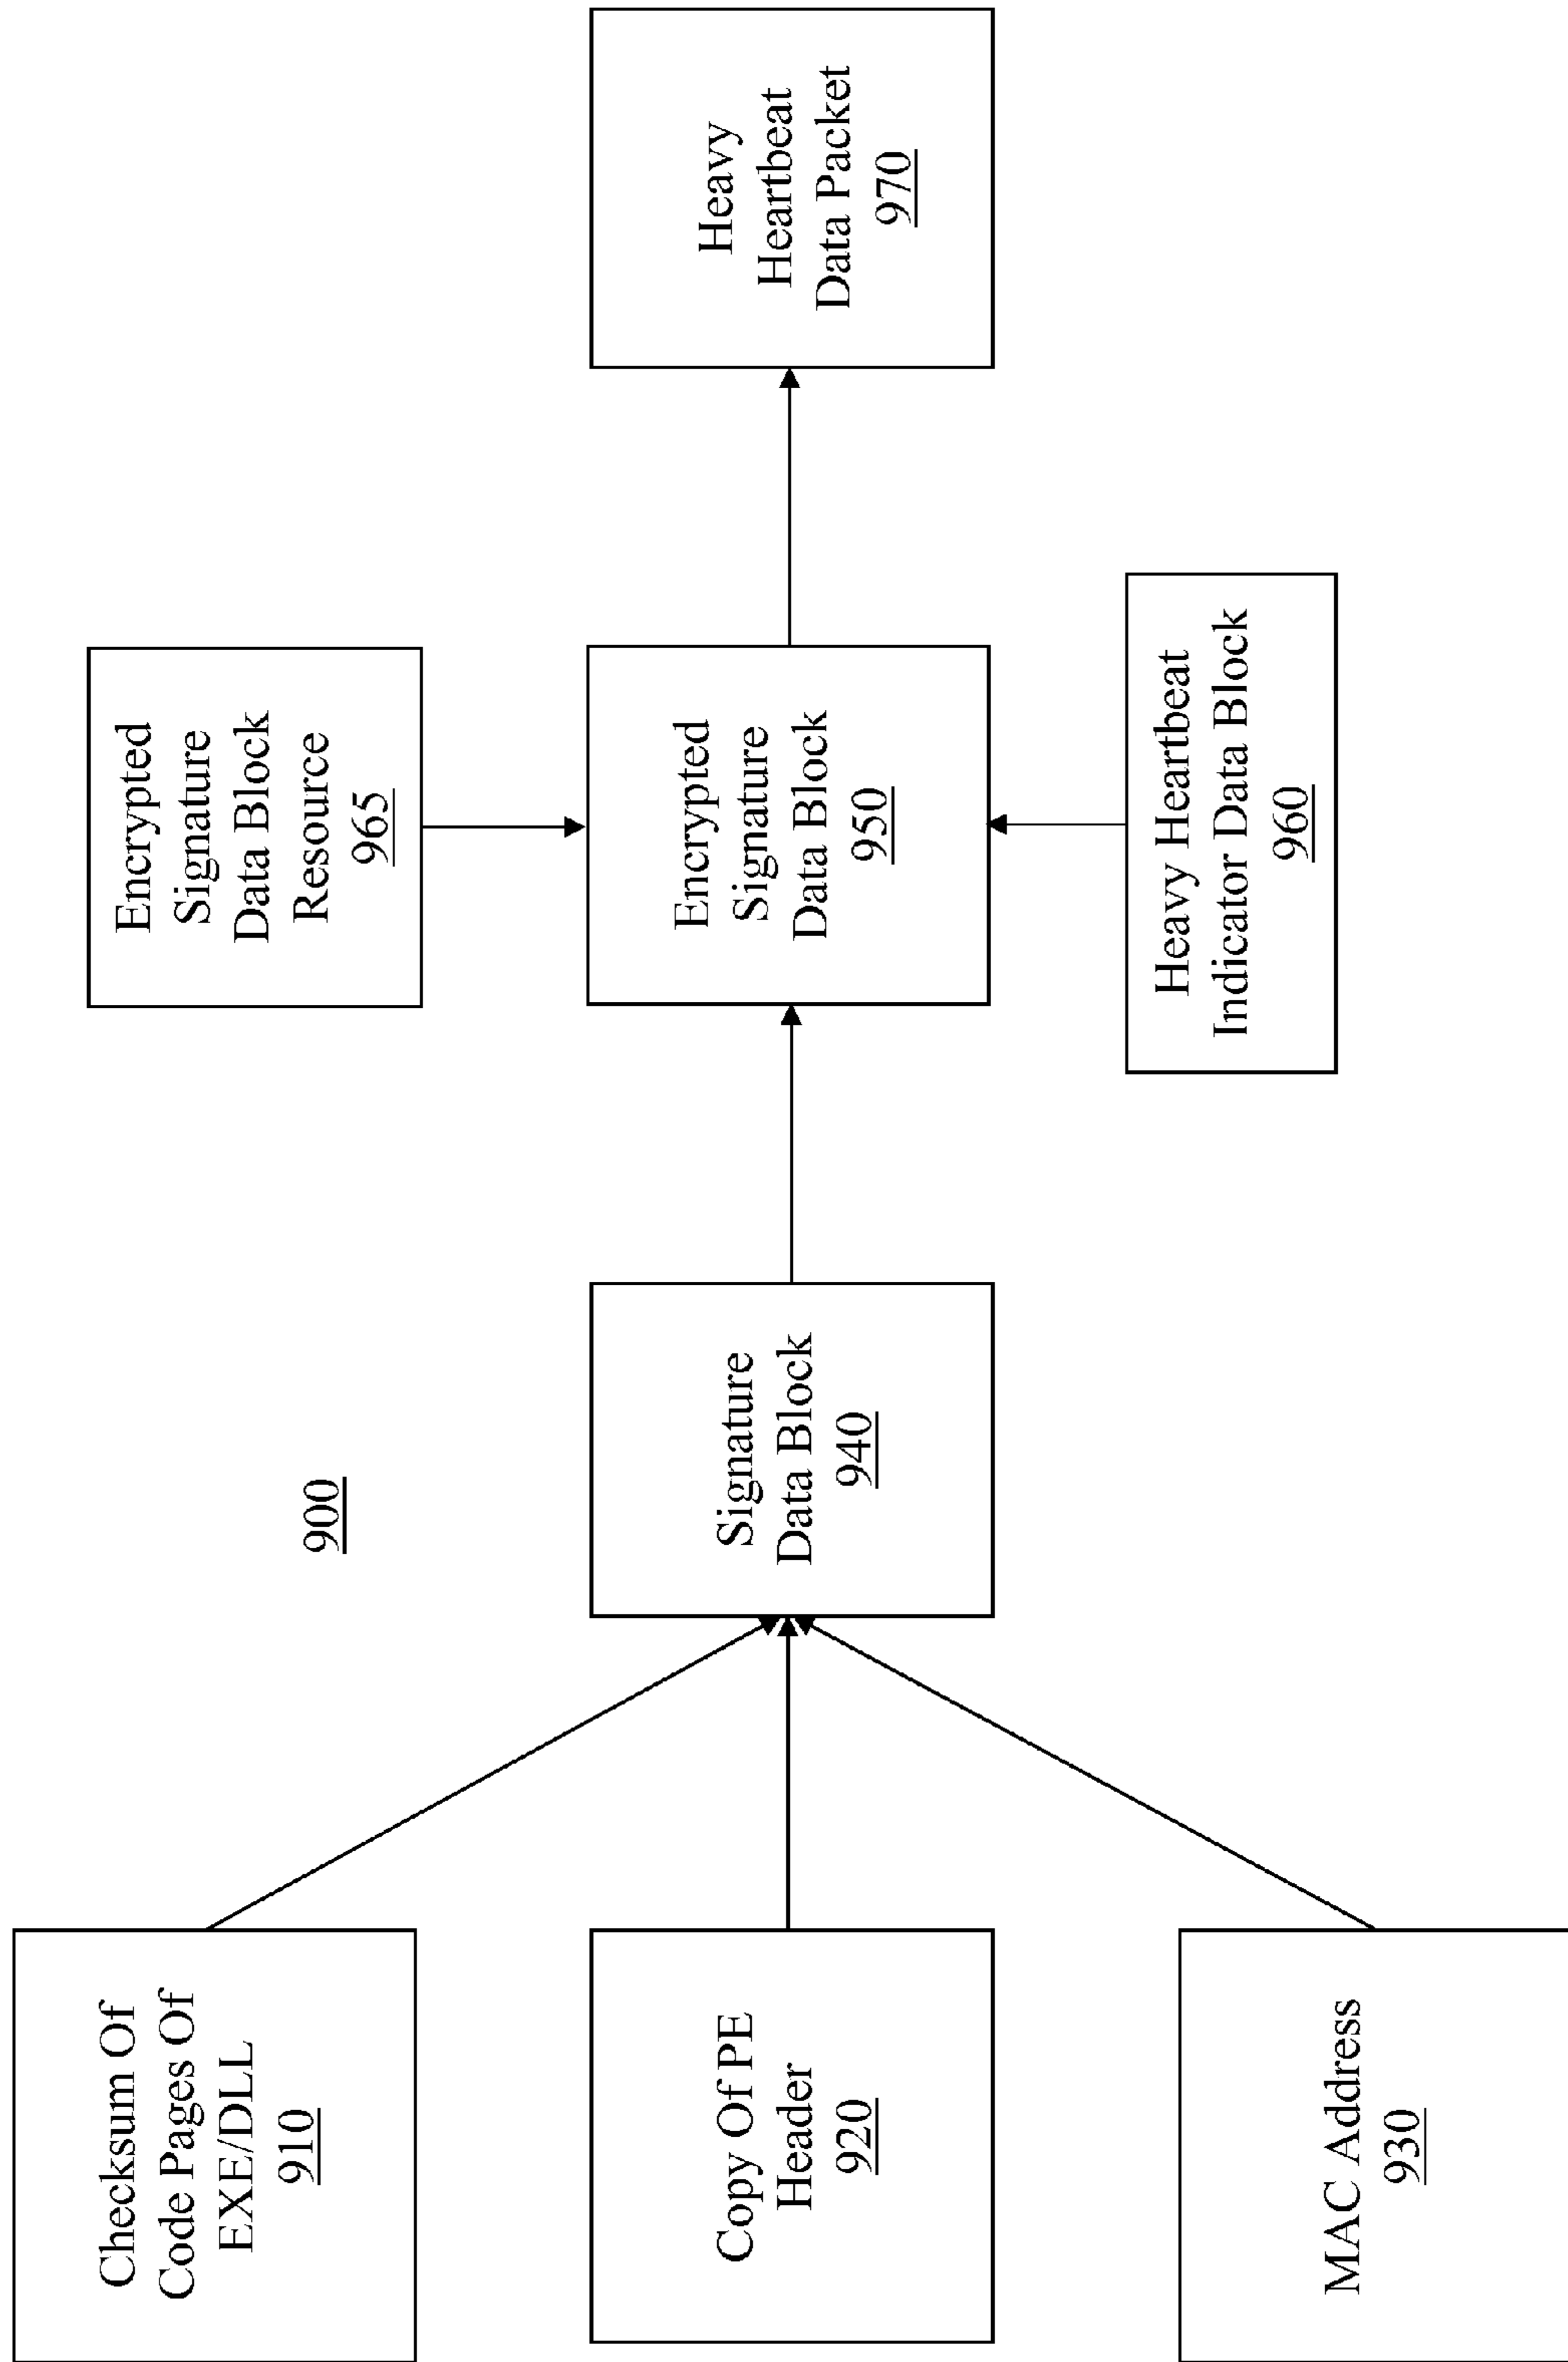 900
Checksum Of
Code Pages Of
EXE/DLL
910
Copy Of PE
Header
920
MAC Address
930
Signature
Data Block
940
Encrypted
Signature
Data Block
Resource
965
Encrypted
Signature
Data Block
950
Heavy Heartbeat
Indicator Data Block
960
Heavy
Heartbeat
Data Packet
970